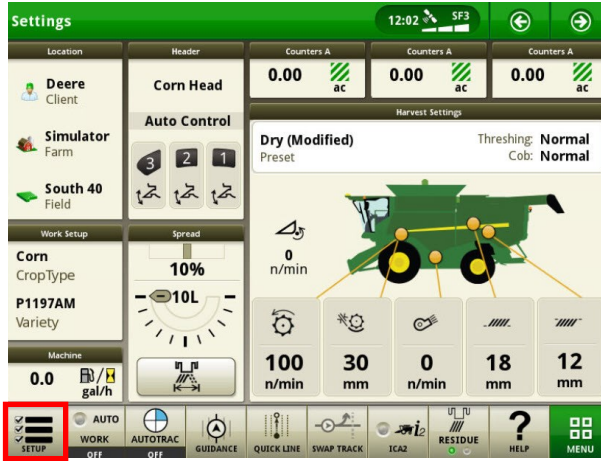 Settings
12:02 SF3
Location
Deere
Client
Simulator
Farm
South 40
Field
Header
Corn Head
Auto Control
3 2 1
Counters A
0.00 ac
Counters A
0.00 ac
Counters A
0.00 ac
Harvest Settings
Dry (Modified)
Preset
Threshing: Normal
Cob: Normal
0
n/min
100
n/min
30
mm
0
n/min
18
mm
12
mm
Work Setup
Corn
CropType
P1197AM
Variety
Spread
10%
10L
Machine
0.0 gal/h
SETUP
AUTO
WORK
OFF
AUTOTRAC
OFF
GUIDANCE
QUICK LINE
SWAP TRACK
i2
ICA2
RESIDUE
?
HELP
MENU